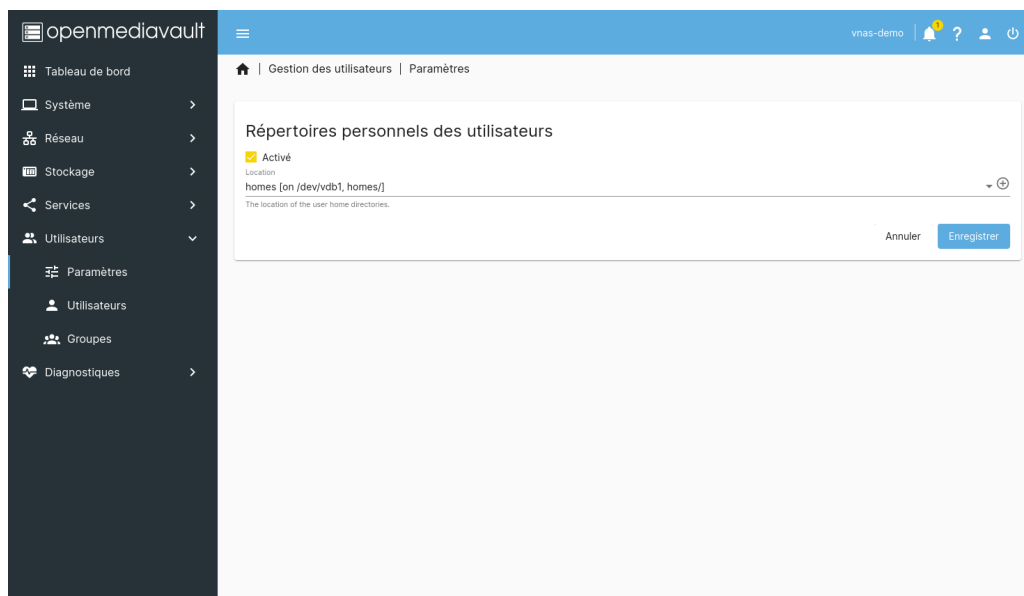 openmediavault
vnas-demo
1
?
Tableau de bord
Système
Réseau
Stockage
Services
Utilisateurs
Paramètres
Utilisateurs
Groupes
Diagnostiques
| Gestion des utilisateurs | Paramètres
Répertoires personnels des utilisateurs
Activé
Location
homes [on /dev/vdb1, homes/]
The location of the user home directories.
Annuler
Enregistrer